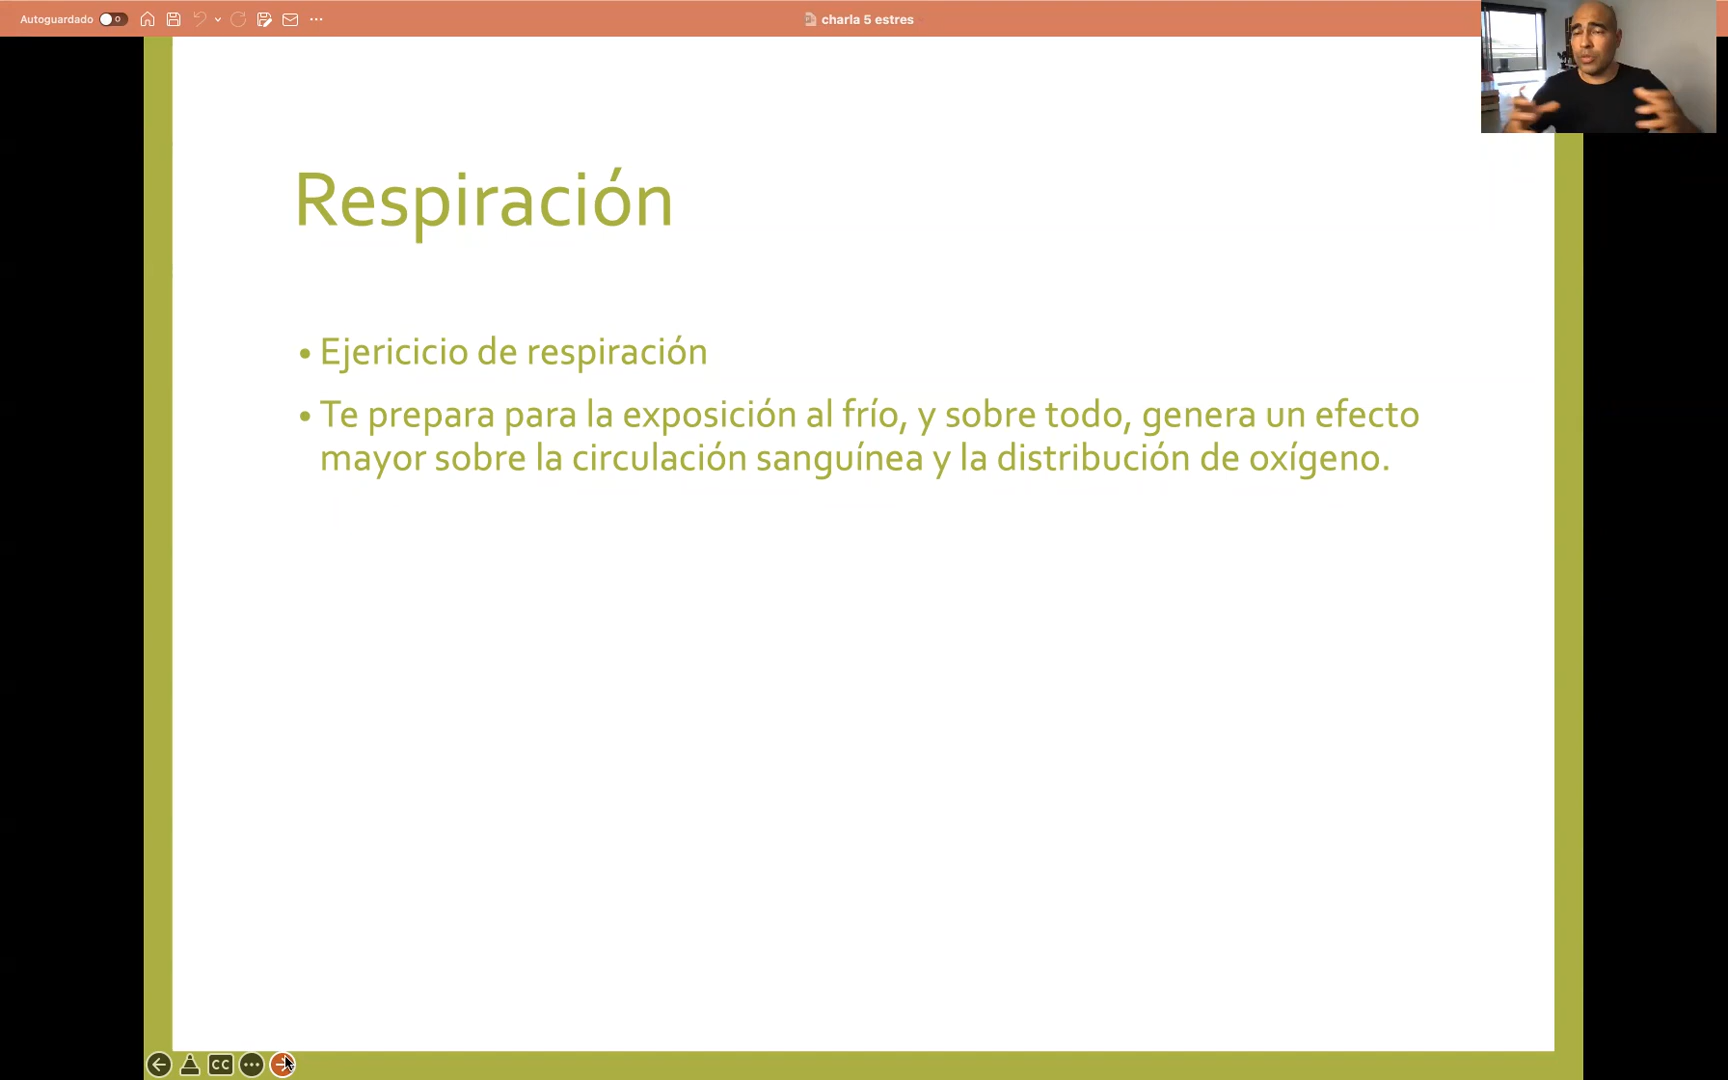 Autoguardado
charla 5 estres
Respiración
• Ejericicio de respiración
• Te prepara para la exposición al frío, y sobre todo, genera un efecto
mayor sobre la circulación sanguínea y la distribución de oxígeno.
CC